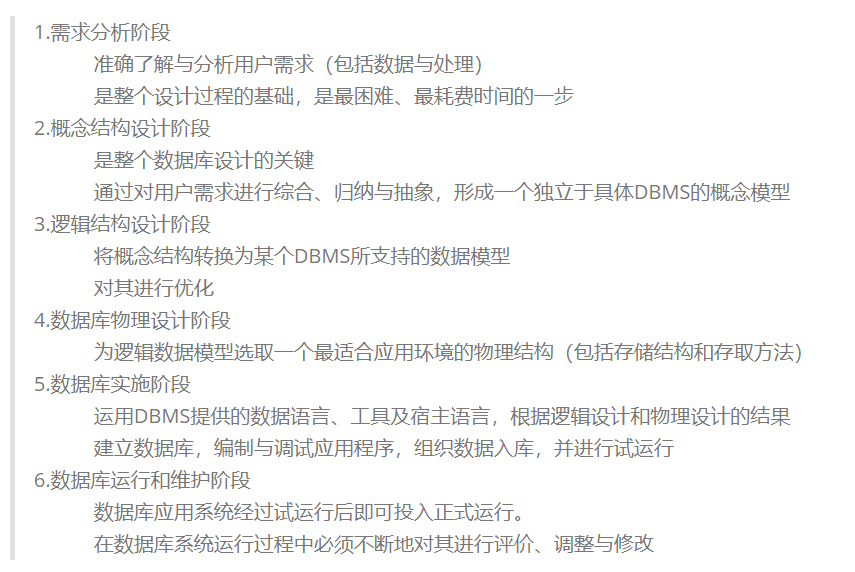 1.需求分析阶段
准确了解与分析用户需求（包括数据与处理）
是整个设计过程的基础，是最困难、最耗费时间的一步
2.概念结构设计阶段
是整个数据库设计的关键
通过对用户需求进行综合、归纳与抽象，形成一个独立于具体DBMS的概念模型
3.逻辑结构设计阶段
将概念结构转换为某个DBMS所支持的数据模型
对其进行优化
4.数据库物理设计阶段
为逻辑数据模型选取一个最适合应用环境的物理结构（包括存储结构和存取方法）
5.数据库实施阶段
运用DBMS提供的数据语言、工具及宿主语言，根据逻辑设计和物理设计的结果
建立数据库，编制与调试应用程序，组织数据入库，并进行试运行
6.数据库运行和维护阶段
数据库应用系统经过试运行后即可投入正式运行。
在数据库系统运行过程中必须不断地对其进行评价、调整与修改